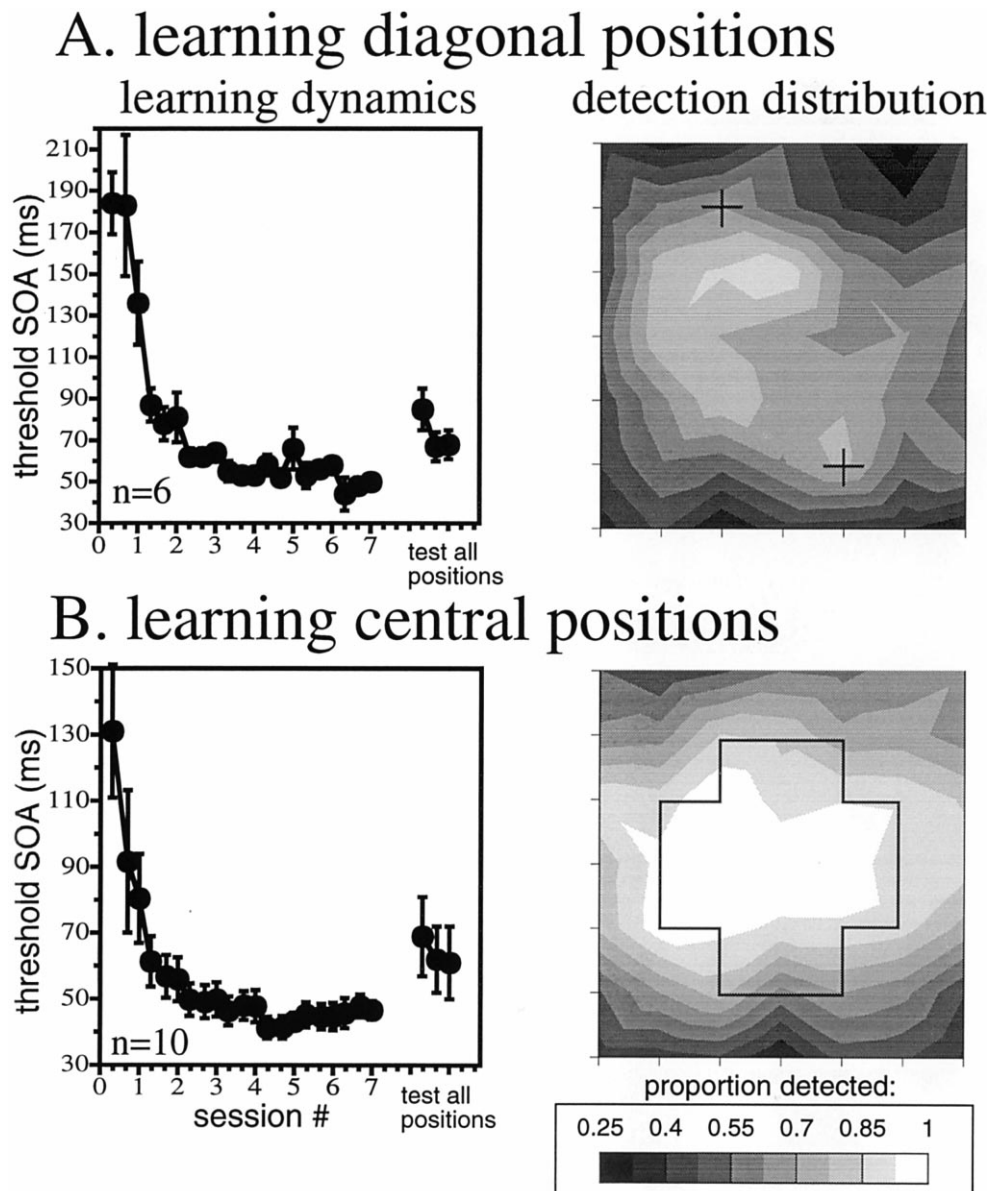 A. learning diagonal positions
learning dynamics
detection distribution
threshold SOA (ms)
210
190
170
150
130
110
90
70
50
30
n=6
0 1 2 3 4 5 6 7
test all
positions
B. learning central positions
threshold SOA (ms)
150
130
110
90
70
50
30
n=10
0 1 2 3 4 5 6 7
session #
test all
positions
proportion detected:
0.25 0.4 0.55 0.7 0.85 1